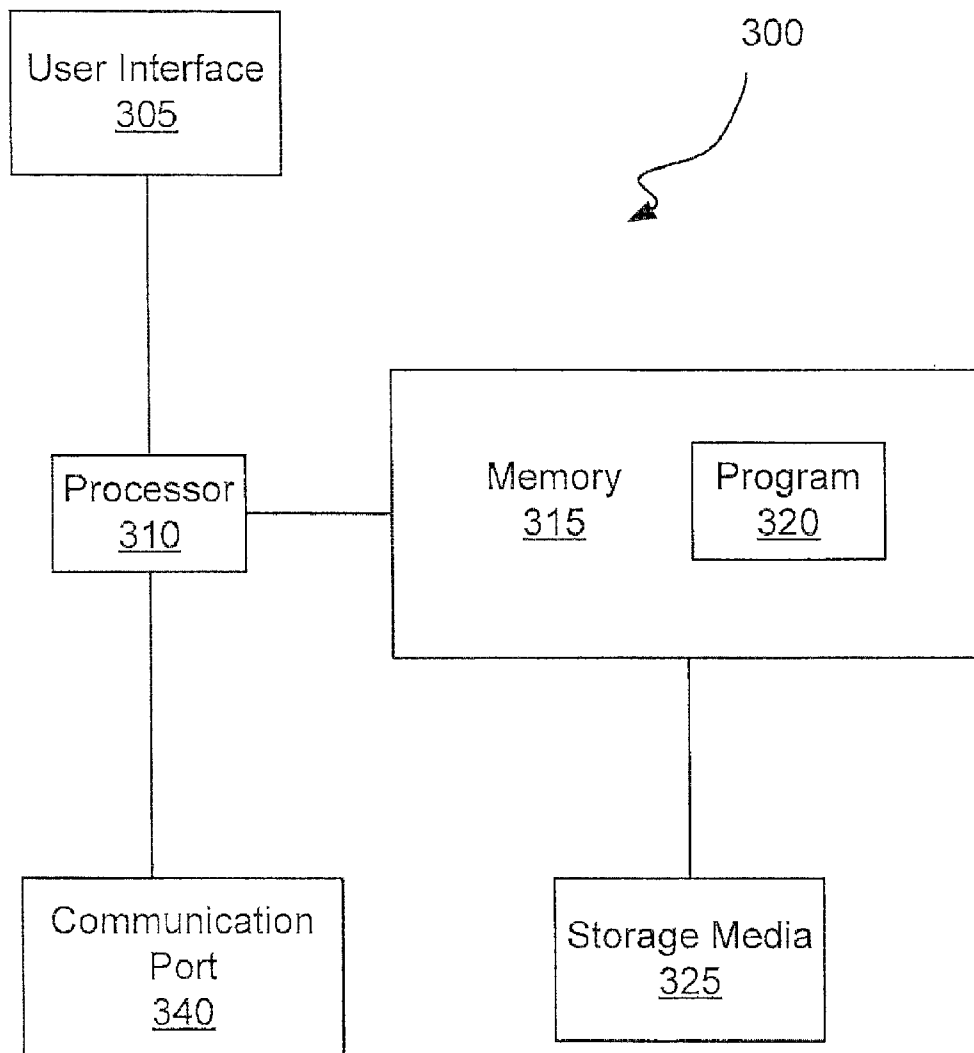 User Interface
305
300
Processor
310
Memory
315
Program
320
Communication
Port
340
Storage Media
325